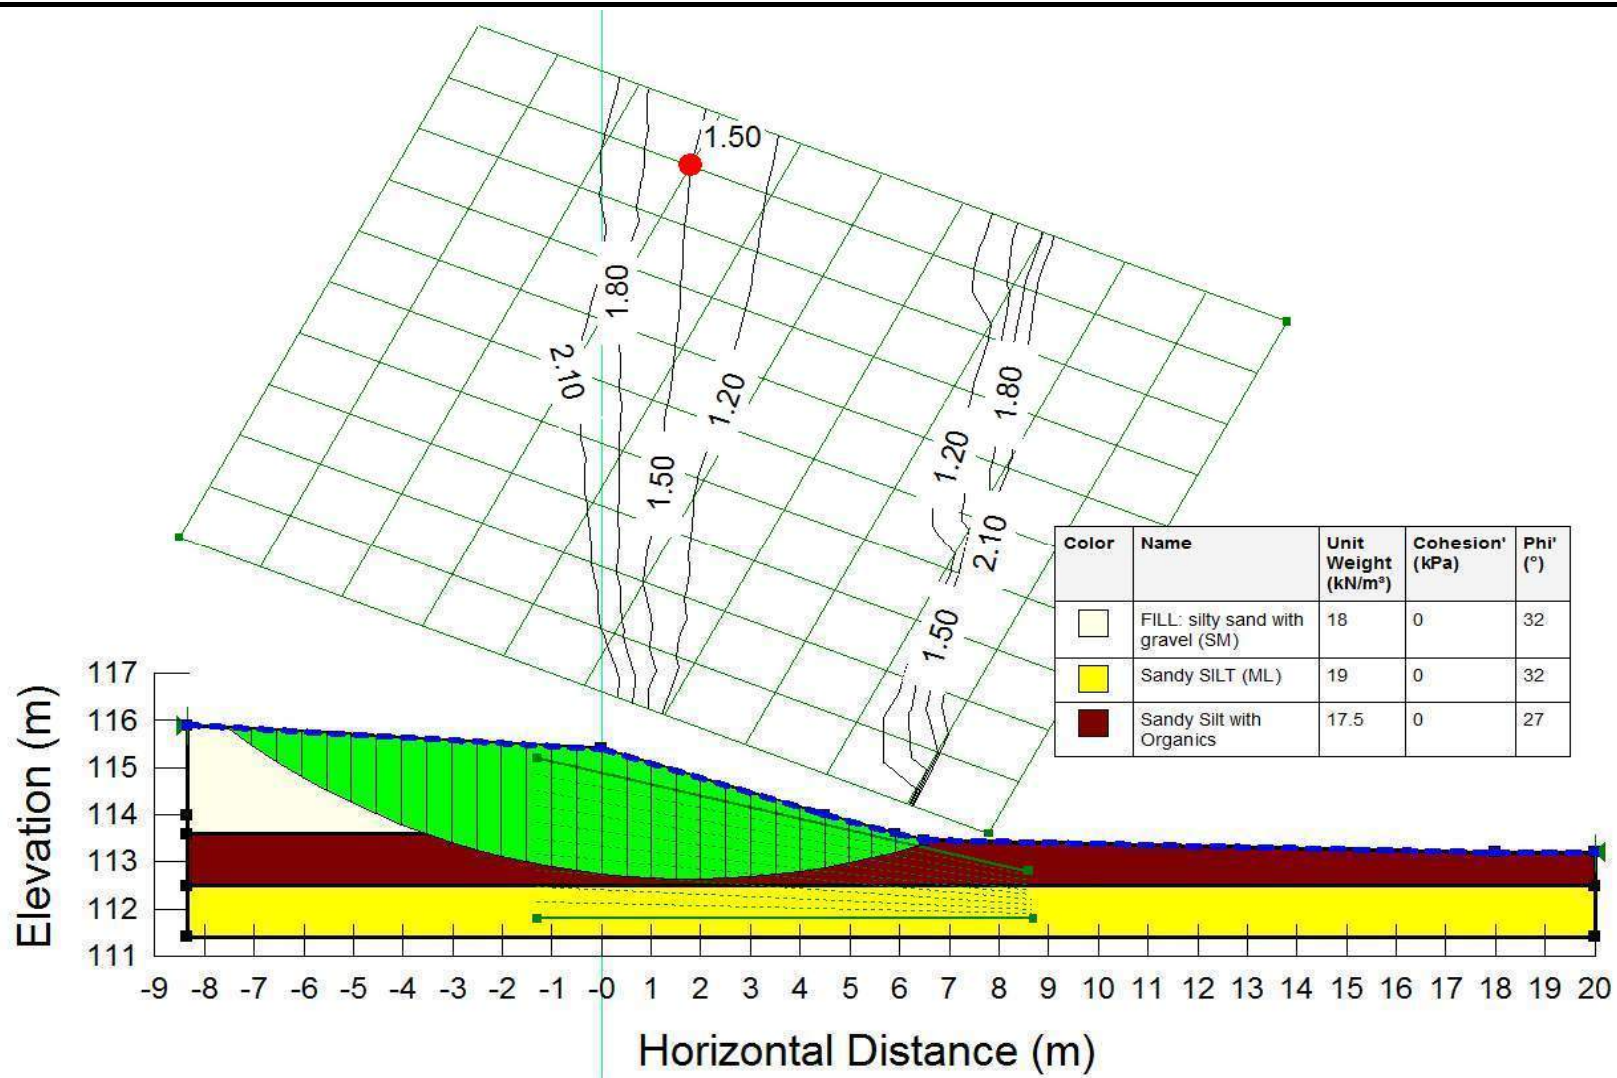 1.50
1.80
2.10
1.20
1.50
1.80
1.20
2.10
1.50
Color Name Unit Weight (kN/m³) Cohesion' (kPa) Phi' (°)
FILL: silty sand with gravel (SM) 18 0 32
Sandy SILT (ML) 19 0 32
Sandy Silt with Organics 17.5 0 27
117
116
115
114
113
112
111
Elevation (m)
-9 -8 -7 -6 -5 -4 -3 -2 -1 -0 1 2 3 4 5 6 7 8 9 10 11 12 13 14 15 16 17 18 19 20
Horizontal Distance (m)